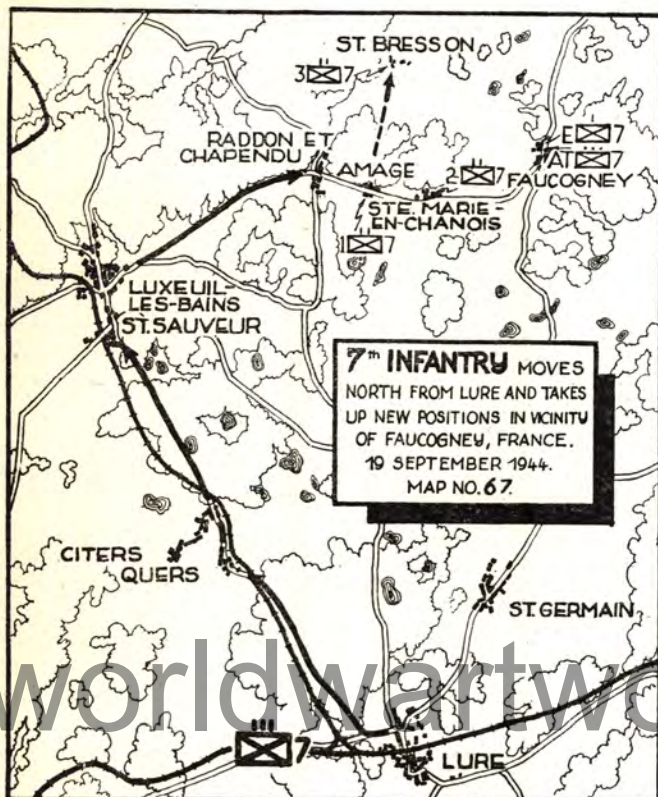 ST. BRESSON
3 7
RADDON ET
CHAPENDU
AMAGE
E 7
AT 7
2 7
FAUCOGNEY
STE. MARIE-
EN-CHANOIS
1 7
LUXEUIL-
LES-BAINS
ST. SAUVEUR
7th INFANTRY MOVES
NORTH FROM LURE AND TAKES
UP NEW POSITIONS IN VICINITY
OF FAUCOGNEY, FRANCE.
19 SEPTEMBER 1944.
MAP NO. 67.
CITERS
QUERS
ST. GERMAIN
worldwartwo
7
LURE